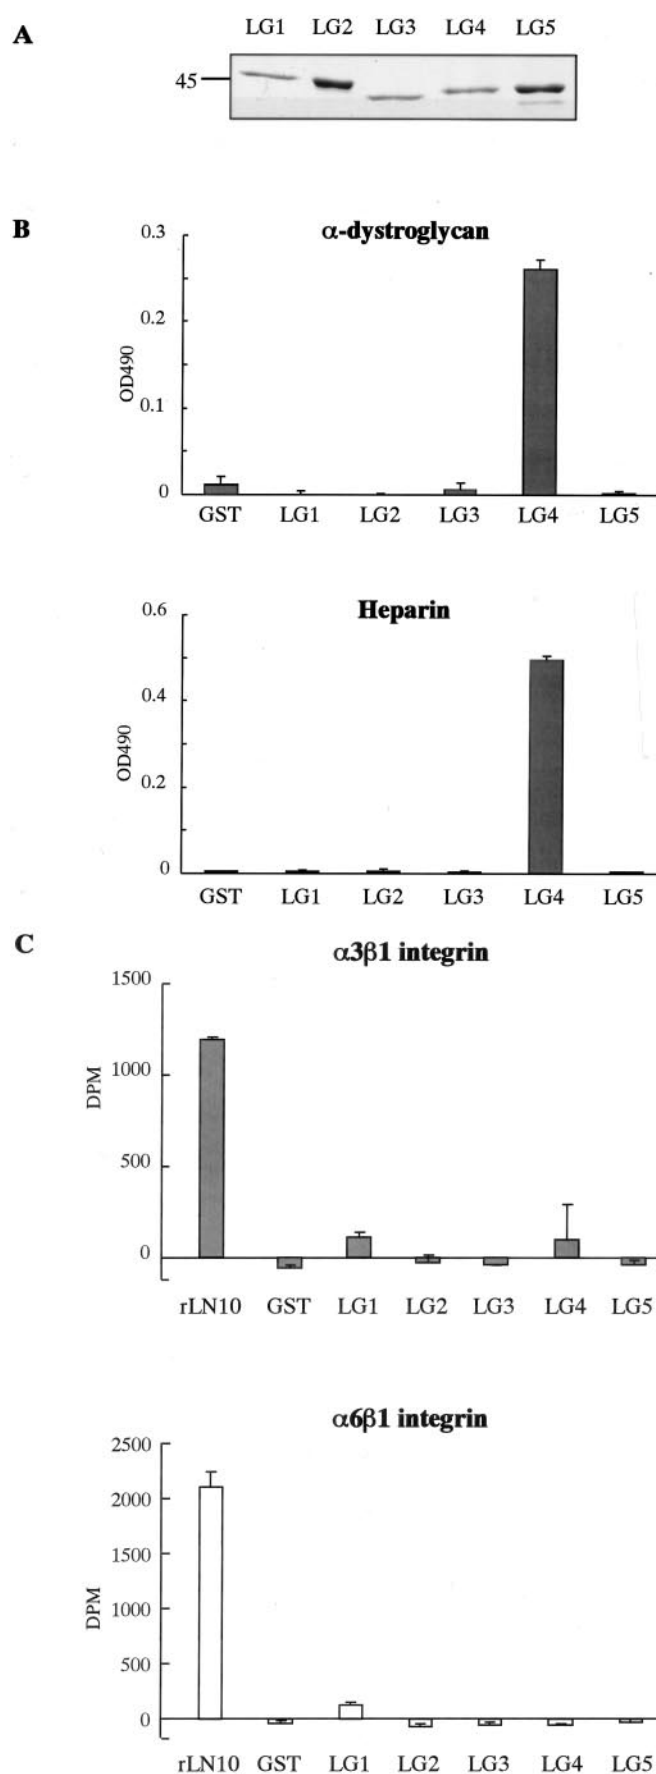 A
LG1 LG2 LG3 LG4 LG5
45
B
α-dystroglycan
0.3
0.2
0.1
0
OD490
GST LG1 LG2 LG3 LG4 LG5
Heparin
0.6
0.4
0.2
0
OD490
GST LG1 LG2 LG3 LG4 LG5
C
α3β1 integrin
1500
1000
500
0
DPM
rLN10 GST LG1 LG2 LG3 LG4 LG5
α6β1 integrin
2500
2000
1500
1000
500
0
DPM
rLN10 GST LG1 LG2 LG3 LG4 LG5